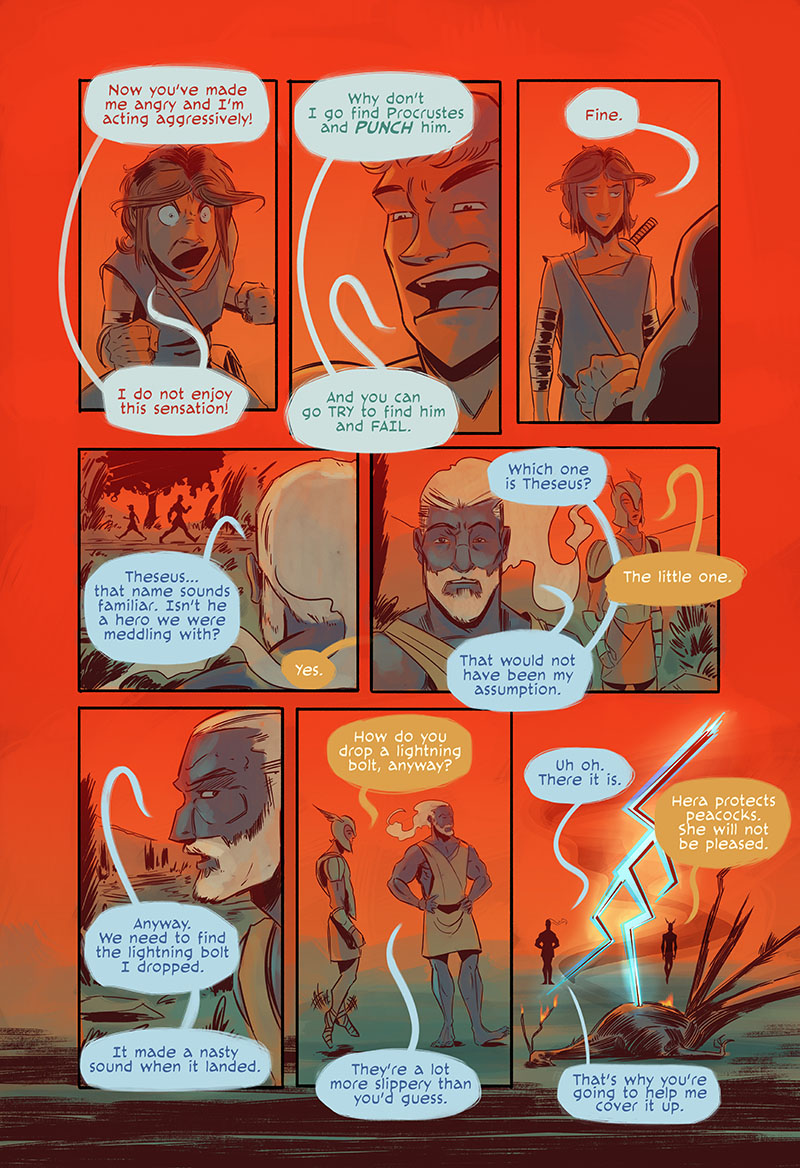 Now you've made
me angry and I'm
acting aggressively!
I do not enjoy
this sensation!
Why don't
I go find Procrustes
and PUNCH him.
And you can
go TRY to find him
and FAIL.
Fine.
Theseus...
that name sounds
familiar. Isn't he
a hero we were
meddling with?
Yes.
Which one
is Theseus?
The little one.
That would not
have been my
assumption.
Anyway.
We need to find
the lightning bolt
I dropped.
It made a nasty
sound when it landed.
How do you
drop a lightning
bolt, anyway?
They're a lot
more slippery than
you'd guess.
Uh oh.
There it is.
Hera protects
peacocks.
She will not
be pleased.
That's why you're
going to help me
cover it up.